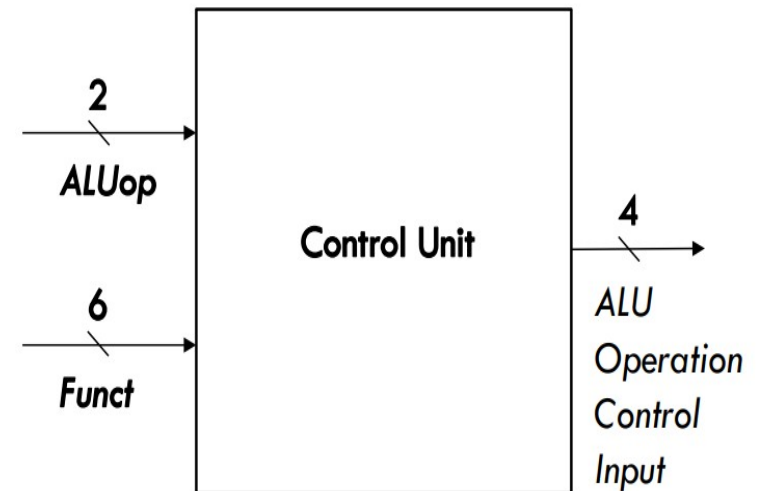 2
ALUop
6
Funct
Control Unit
4
ALU
Operation
Control
Input